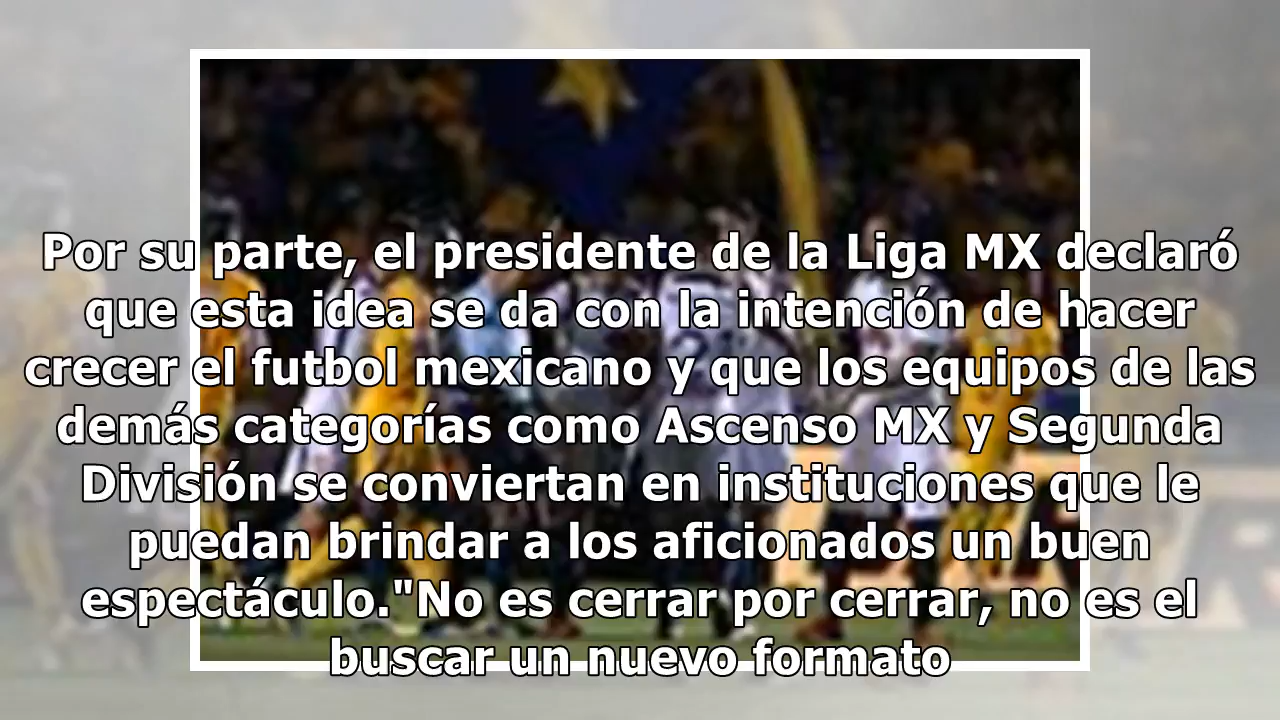 Por su parte, el presidente de la Liga MX declaró
que esta idea se da con la intención de hacer
crecer el futbol mexicano y que los equipos de las
demás categorías como Ascenso MX y Segunda
División se conviertan en instituciones que le
puedan brindar a los aficionados un buen
espectáculo."No es cerrar por cerrar, no es el
buscar un nuevo formato